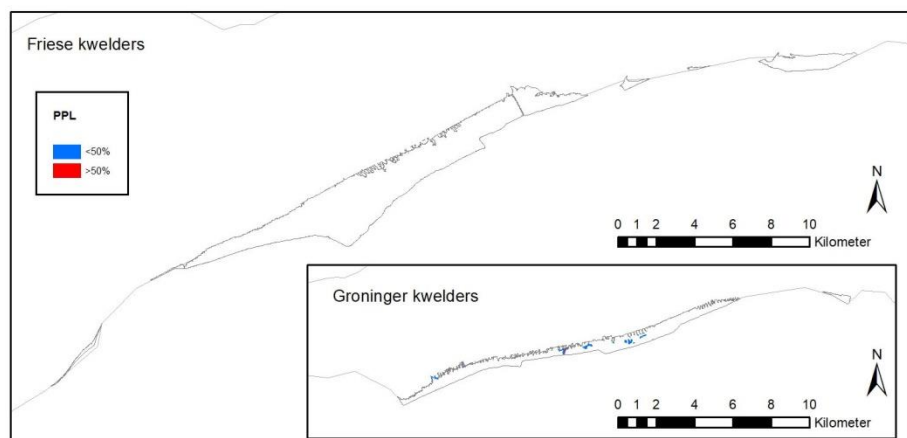 Friese kwelders
PPL
<50%
>50%
N
0 1 2 4 6 8 10
Kilometer
Groninger kwelders
N
0 1 2 4 6 8 10
Kilometer